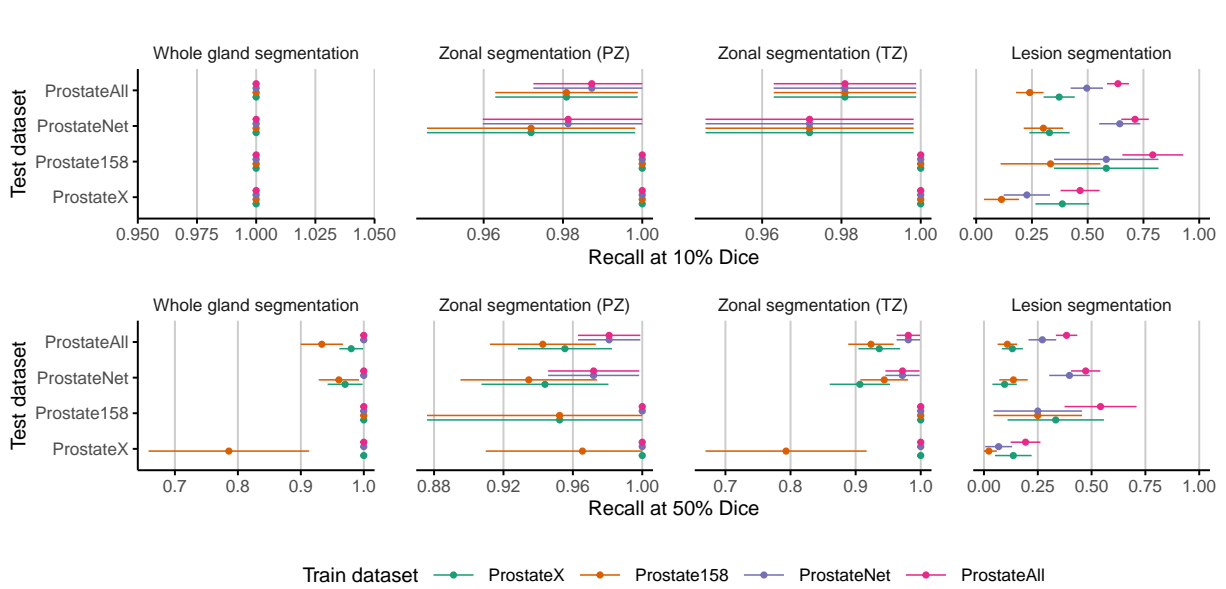 Whole gland segmentation Zonal segmentation (PZ) Zonal segmentation (TZ) Lesion segmentation
Test dataset
ProstateAll
ProstateNet
Prostate158
ProstateX
0.950 0.975 1.000 1.025 1.050 0.96 0.98 1.00 0.96 0.98 1.00 0.00 0.25 0.50 0.75 1.00
Recall at 10% Dice
Whole gland segmentation Zonal segmentation (PZ) Zonal segmentation (TZ) Lesion segmentation
Test dataset
ProstateAll
ProstateNet
Prostate158
ProstateX
0.7 0.8 0.9 1.0 0.88 0.92 0.96 1.00 0.7 0.8 0.9 1.0 0.00 0.25 0.50 0.75 1.00
Recall at 50% Dice
Train dataset ProstateX Prostate158 ProstateNet ProstateAll